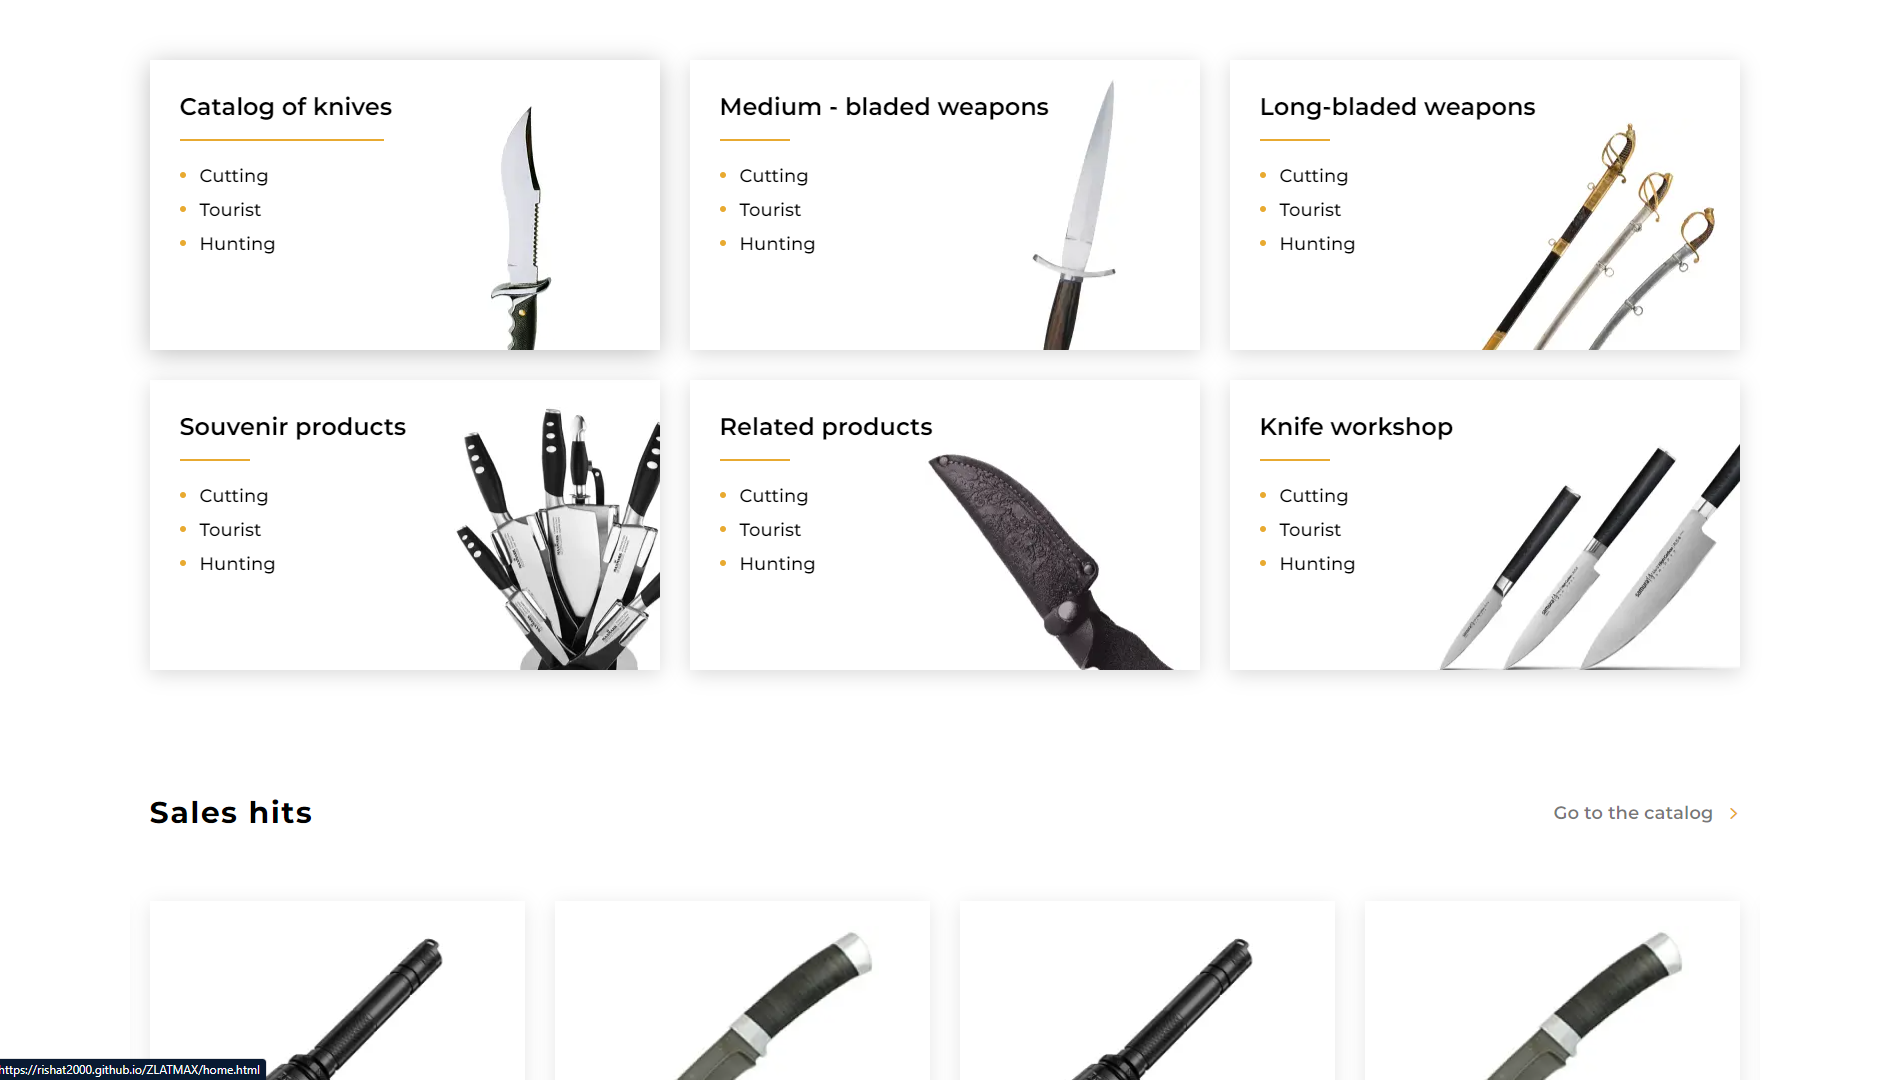 Catalog of knives
Cutting
Tourist
Hunting
Medium - bladed weapons
Cutting
Tourist
Hunting
Long-bladed weapons
Cutting
Tourist
Hunting
Souvenir products
Cutting
Tourist
Hunting
Related products
Cutting
Tourist
Hunting
Knife workshop
Cutting
Tourist
Hunting
Sales hits
Go to the catalog
https://rishat2000.github.io/ZLATMAX/home.html